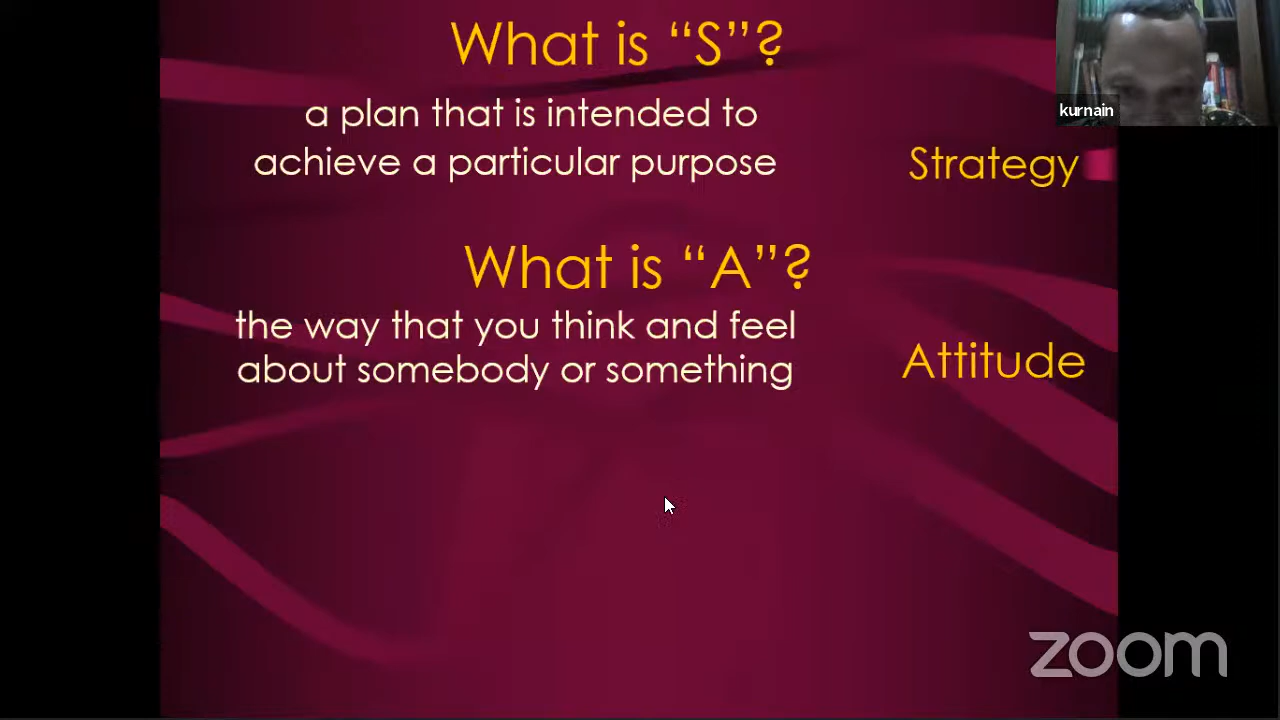 What is “S”?
kurnain
a plan that is intended to
achieve a particular purpose
Strategy
What is “A”?
the way that you think and feel
about somebody or something
Attitude
zoom